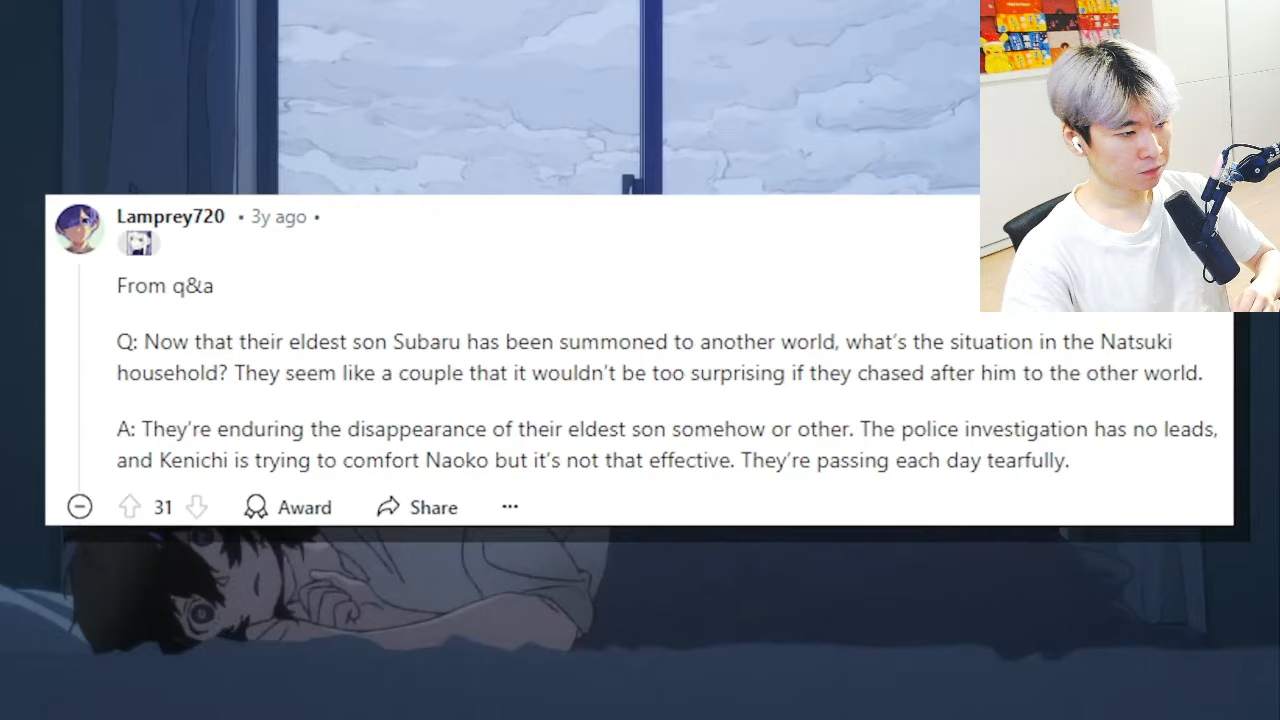 Lamprey720 • 3y ago •
From q&a
Q: Now that their eldest son Subaru has been summoned to another world, what's the situation in the Natsuki
household? They seem like a couple that it wouldn't be too surprising if they chased after him to the other world.
A: They're enduring the disappearance of their eldest son somehow or other. The police investigation has no leads,
and Kenichi is trying to comfort Naoko but it's not that effective. They're passing each day tearfully.
31 Award Share ...